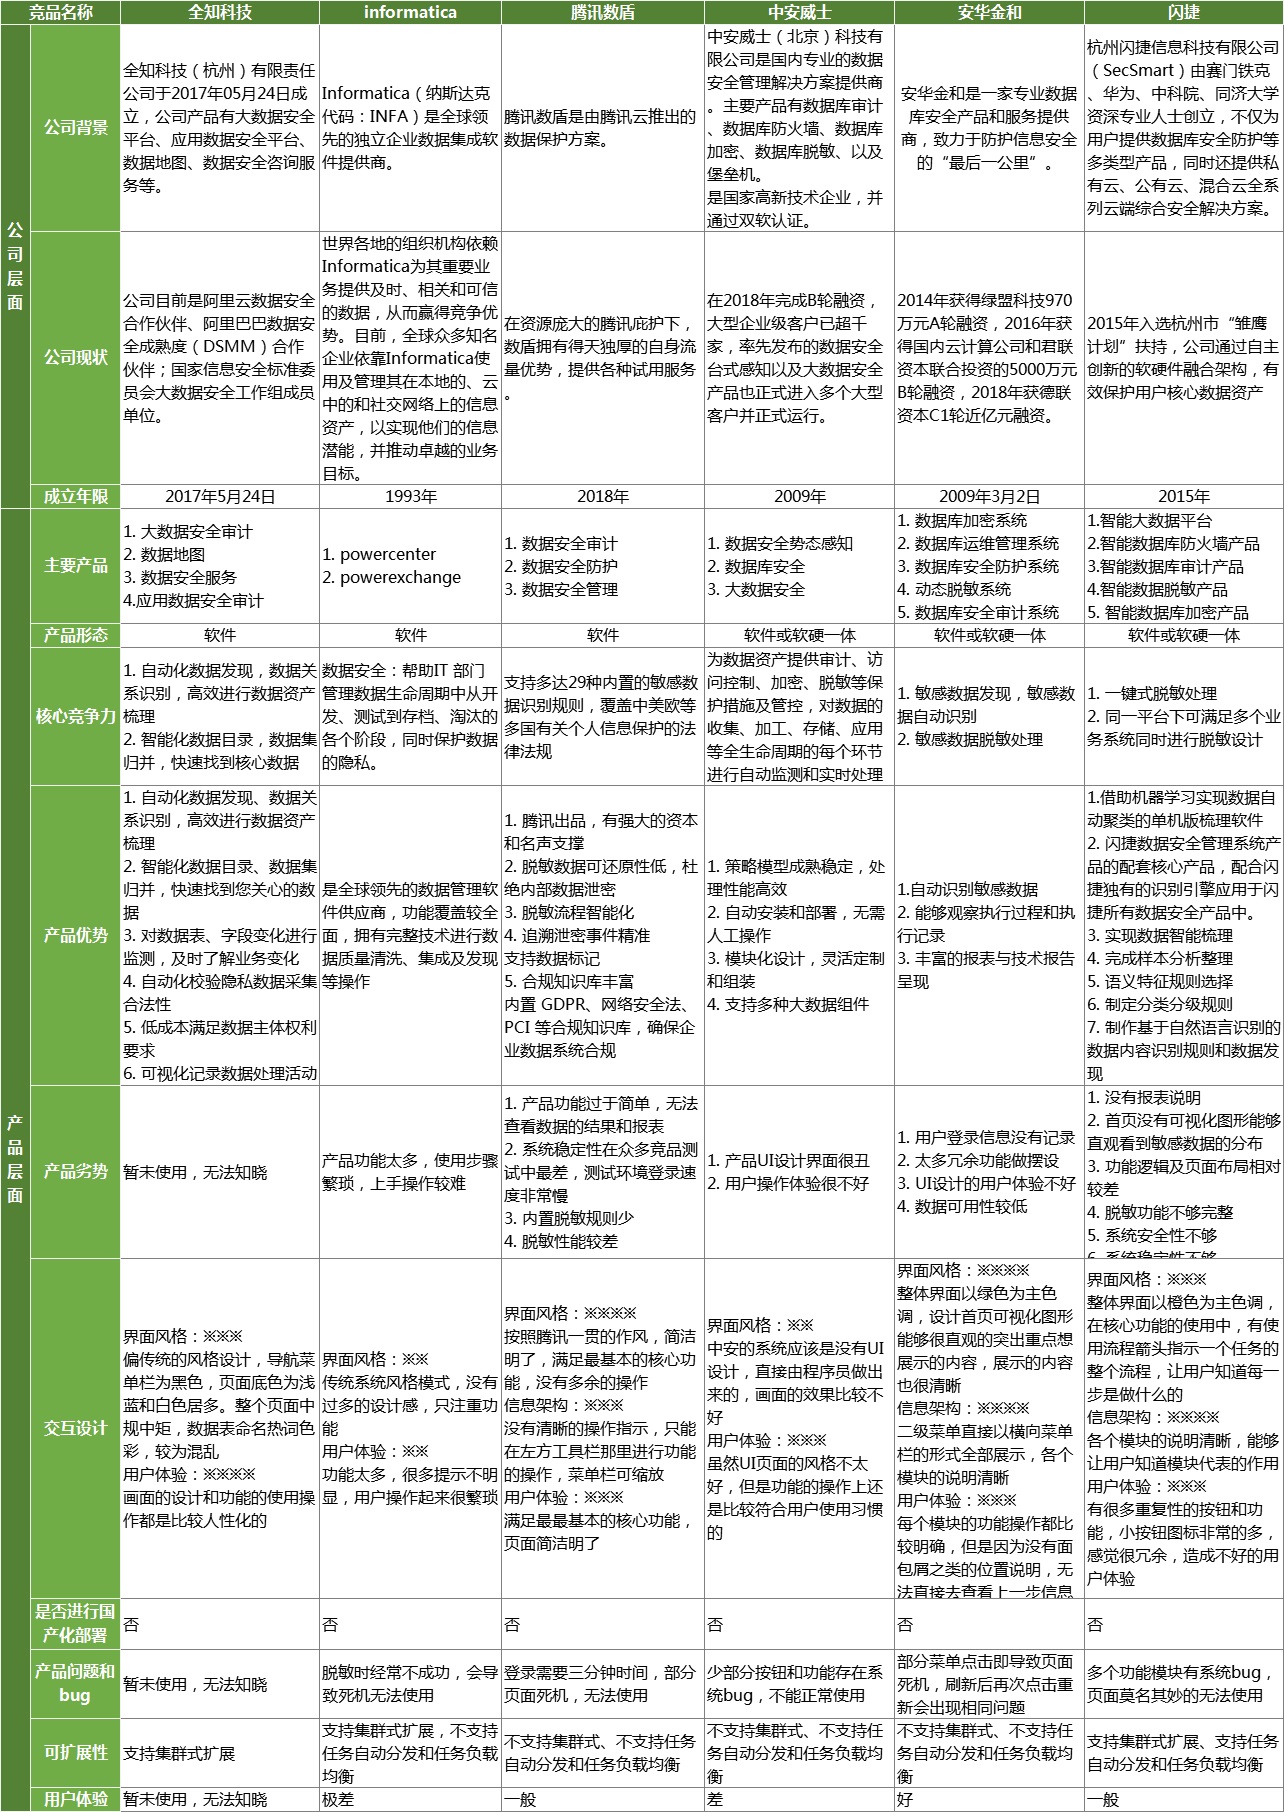 竞品名称
全知科技
informatica
腾讯数盾
中安威士
安华金和
闪捷
公
司
层
面
公司背景
全知科技（杭州）有限责任
公司于2017年05月24日成
立，公司产品有大数据安全
平台、应用数据安全平台、
数据地图、数据安全咨询服
务等。
Informatica（纳斯达克
代码：INFA）是全球领
先的独立企业数据集成软
件提供商。
腾讯数盾是由腾讯云推出的
数据保护方案。
中安威士（北京）科技有
限公司是国内专业的数据
安全管理解决方案提供商
。主要产品有数据库审计
、数据库防火墙、数据库
加密、数据库脱敏、以及
堡垒机。
是国家高新技术企业，并
通过双软认证。
安华金和是一家专业数据
库安全产品和服务提供
商，致力于防护信息安全
的“最后一公里”。
杭州闪捷信息科技有限公司
（SecSmart）由赛门铁克
、华为、中科院、同济大学
资深专业人士创立，不仅为
用户提供数据库安全防护等
多类型产品，同时还提供私
有云、公有云、混合云全系
列云端综合安全解决方案。
公司现状
公司目前是阿里云数据安全
合作伙伴、阿里巴巴数据安
全成熟度（DSMM）合作
伙伴；国家信息安全标准委
员会大数据安全工作组成员
单位。
世界各地的组织机构依赖
Informatica为其重要业
务提供及时、相关和可信
的数据，从而赢得竞争优
势。目前，全球众多知名
企业依靠Informatica使
用及管理其在本地的、云
中的和社交网络上的信息
资产，以实现他们的信息
潜能，并推动卓越的业务
目标。
在资源庞大的腾讯庇护下，
数盾拥有得天独厚的自身流
量优势，提供各种试用服务
。
在2018年完成B轮融资，
大型企业级客户已超千
家，率先发布的数据安全
台式感知以及大数据安全
产品也正式进入多个大型
客户并正式运行。
2014年获得绿盟科技970
万元A轮融资，2016年获
得国内云计算公司和君联
资本联合投资的5000万元
B轮融资，2018年获德联
资本C1轮近亿元融资。
2015年入选杭州市“雏鹰
计划”扶持，公司通过自主
创新的软硬件融合架构，有
效保护用户核心数据资产
成立年限
2017年5月24日
1993年
2018年
2009年
2009年3月2日
2015年
产
品
层
面
主要产品
1. 大数据安全审计
2. 数据地图
3. 数据安全服务
4.应用数据安全审计
1. powercenter
2. powerexchange
1. 数据安全审计
2. 数据安全防护
3. 数据安全管理
1. 数据安全势态感知
2. 数据库安全
3. 大数据安全
1. 数据库加密系统
2. 数据库运维管理系统
3. 数据库安全防护系统
4. 动态脱敏系统
5. 数据库安全审计系统
1.智能大数据平台
2.智能数据库防火墙产品
3.智能数据库审计产品
4.智能数据脱敏产品
5. 智能数据库加密产品
产品形态
软件
软件
软件
软件或软硬一体
软件或软硬一体
软件或软硬一体
核心竞争力
1. 自动化数据发现，数据关
系识别，高效进行数据资产
梳理
2. 智能化数据目录，数据集
归并，快速找到核心数据
数据安全：帮助IT 部门
管理数据生命周期中从开
发、测试到存档、淘汰的
各个阶段，同时保护数据
的隐私。
支持多达29种内置的敏感数
据识别规则，覆盖中美欧等
多国有关个人信息保护的法
律法规
为数据资产提供审计、访
问控制、加密、脱敏等保
护措施及管控，对数据的
收集、加工、存储、应用
等全生命周期的每个环节
进行自动监测和实时处理
1. 敏感数据发现，敏感数
据自动识别
2. 敏感数据脱敏处理
1. 一键式脱敏处理
2. 同一平台下可满足多个业
务系统同时进行脱敏设计
产品优势
1. 自动化数据发现、数据关
系识别，高效进行数据资产
梳理
2. 智能化数据目录、数据集
归并，快速找到您关心的数
据
3. 对数据表、字段变化进行
监测，及时了解业务变化
4. 自动化校验隐私数据采集
合法性
5. 低成本满足数据主体权利
要求
6. 可视化记录数据处理活动
是全球领先的数据管理软
件供应商，功能覆盖较全
面，拥有完整技术进行数
据质量清洗、集成及发现
等操作
1. 腾讯出品，有强大的资本
和名声支撑
2. 脱敏数据可还原性低，杜
绝内部数据泄密
3. 脱敏流程智能化
4. 追溯泄密事件精准
支持数据标记
5. 合规知识库丰富
内置 GDPR、网络安全法、
PCI 等合规知识库，确保企
业数据系统合规
1. 策略模型成熟稳定，处
理性能高效
2. 自动安装和部署，无需
人工操作
3. 模块化设计，灵活定制
和组装
4. 支持多种大数据组件
1.自动识别敏感数据
2. 能够观察执行过程和执
行记录
3. 丰富的报表与技术报告
呈现
1.借助机器学习实现数据自
动聚类的单机版梳理软件
2. 闪捷数据安全管理系统产
品的配套核心产品，配合闪
捷独有的识别引擎应用于闪
捷所有数据安全产品中。
3. 实现数据智能梳理
4. 完成样本分析整理
5. 语义特征规则选择
6. 制定分类分级规则
7. 制作基于自然语言识别的
数据内容识别规则和数据发
现
产品劣势
暂未使用，无法知晓
产品功能太多，使用步骤
繁琐，上手操作较难
1. 产品功能过于简单，无法
查看数据的结果和报表
2. 系统稳定性在众多竞品测
试中最差，测试环境登录速
度非常慢
3. 内置脱敏规则少
4. 脱敏性能较差
1. 产品UI设计界面很丑
2. 用户操作体验很不好
1. 用户登录信息没有记录
2. 太多冗余功能做摆设
3. UI设计的用户体验不好
4. 数据可用性较低
1. 没有报表说明
2. 首页没有可视化图形能够
直观看到敏感数据的分布
3. 功能逻辑及页面布局相对
较差
4. 脱敏功能不够完整
5. 系统安全性不够
6. 系统稳定性不够
交互设计
界面风格：※※※
偏传统的风格设计，导航菜
单栏为黑色，页面底色为浅
蓝和白色居多。整个页面中
规中矩，数据表命名热词色
彩，较为混乱
用户体验：※※※※
画面的设计和功能的使用操
作都是比较人性化的
界面风格：※※
传统系统风格模式，没有
过多的设计感，只注重功
能
用户体验：※※
功能太多，很多提示不明
显，用户操作起来很繁琐
界面风格：※※※※
按照腾讯一贯的作风，简洁
明了，满足最基本的核心功
能，没有多余的操作
信息架构：※※※
没有清晰的操作指示，只能
在左方工具栏那里进行功能
的操作，菜单栏可缩放
用户体验：※※※
满足最最基本的核心功能，
页面简洁明了
界面风格：※※
中安的系统应该是没有UI
设计，直接由程序员做出
来的，画面的效果比较不
好
用户体验：※※※
虽然UI页面的风格不太
好，但是功能的操作上还
是比较符合用户使用习惯
的
界面风格：※※※※
整体界面以绿色为主色
调，设计首页可视化图形
能够很直观的突出重点想
展示的内容，展示的内容
也很清晰
信息架构：※※※※
二级菜单直接以横向菜单
栏的形式全部展示，各个
模块的说明清晰
用户体验：※※※
每个模块的功能操作都比
较明确，但是因为没有面
包屑之类的位置说明，无
法直接去查看上一步信息
界面风格：※※※
整体界面以橙色为主色调，
在核心功能的使用中，有使
用流程箭头指示一个任务的
整个流程，让用户知道每一
步是做什么的
信息架构：※※※※
各个模块的说明清晰，能够
让用户知道模块代表的作用
用户体验：※※※
有很多重复性的按钮和功
能，小按钮图标非常的多，
感觉很冗余，造成不好的用
户体验
是否进行国
产化部署
否
否
否
否
否
否
产品问题和
bug
暂未使用，无法知晓
脱敏时经常不成功，会导
致死机无法使用
登录需要三分钟时间，部分
页面死机，无法使用
少部分按钮和功能存在系
统bug，不能正常使用
部分菜单点击即导致页面
死机，刷新后再次点击重
新会出现相同问题
多个功能模块有系统bug，
页面莫名其妙的无法使用
可扩展性
支持集群式扩展
支持集群式扩展，不支持
任务自动分发和任务负载
均衡
不支持集群式、不支持任务
自动分发和任务负载均衡
不支持集群式、不支持任
务自动分发和任务负载均
衡
不支持集群式、不支持任
务自动分发和任务负载均
衡
支持集群式扩展、支持任务
自动分发和任务负载均衡
用户体验
暂未使用，无法知晓
极差
一般
差
好
一般